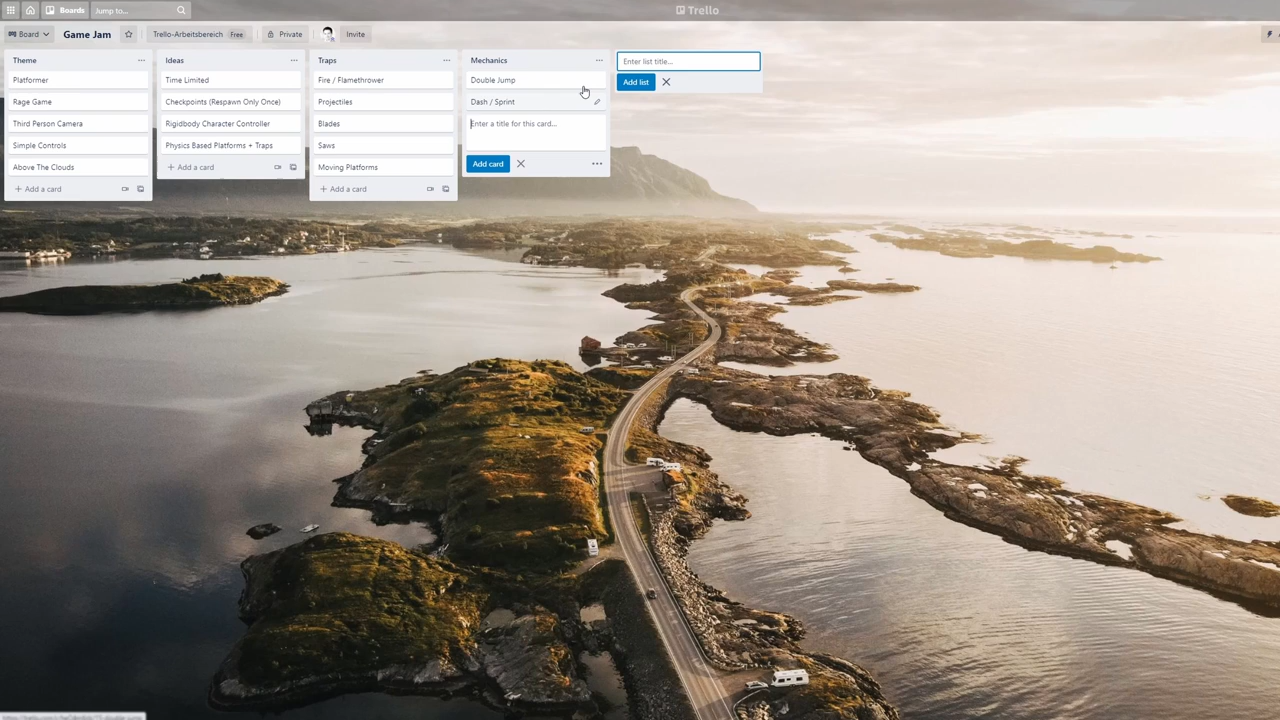 Boards
Jump to...
Trello
Board
Game Jam
Trello-Arbeitsbereich
Free
Private
Invite
Theme
Platformer
Rage Game
Third Person Camera
Simple Controls
Above The Clouds
+ Add a card
Ideas
Time Limited
Checkpoints (Respawn Only Once)
Rigidbody Character Controller
Physics Based Platforms + Traps
+ Add a card
Traps
Fire / Flamethrower
Projectiles
Blades
Saws
Moving Platforms
+ Add a card
Mechanics
Double Jump
Dash / Sprint
Enter a title for this card...
Add card
Enter list title...
Add list